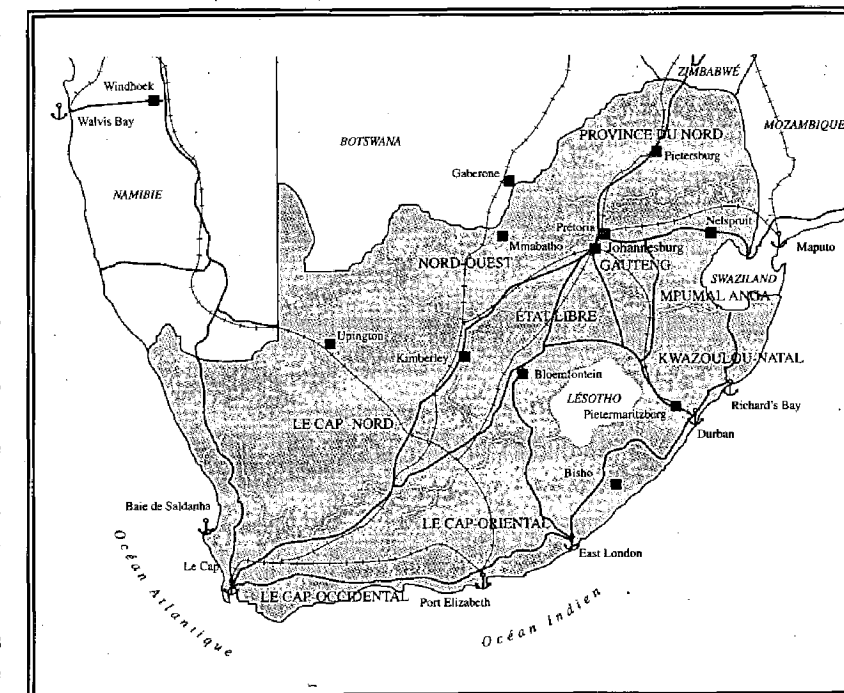 ZIMBABWÉ
Windhoek
Walvis Bay
MOZAMBIQUE
PROVINCE DU NORD
BOTSWANA
Pietersburg
Gaberone
NAMIBIE
Nelspruit
Prétoria
Mmabatho
Johannesburg
Maputo
NORD-OUEST
GAUTENG
SWAZILAND
MPUMAL ANGA
ÉTAT LIBRE
Upington
Kimberley
KWAZOULOU-NATAL
Bloemfontein
LÉSOTHO
Richard's Bay
Pietermaritzborg
LE CAP-NORD
Durban
Bisho
Baie de Saldanha
LE CAP-ORIENTAL
East London
Le Cap
LE CAP-OCCIDENTAL
Port Elizabeth
Océan Atlantique
Océan Indien